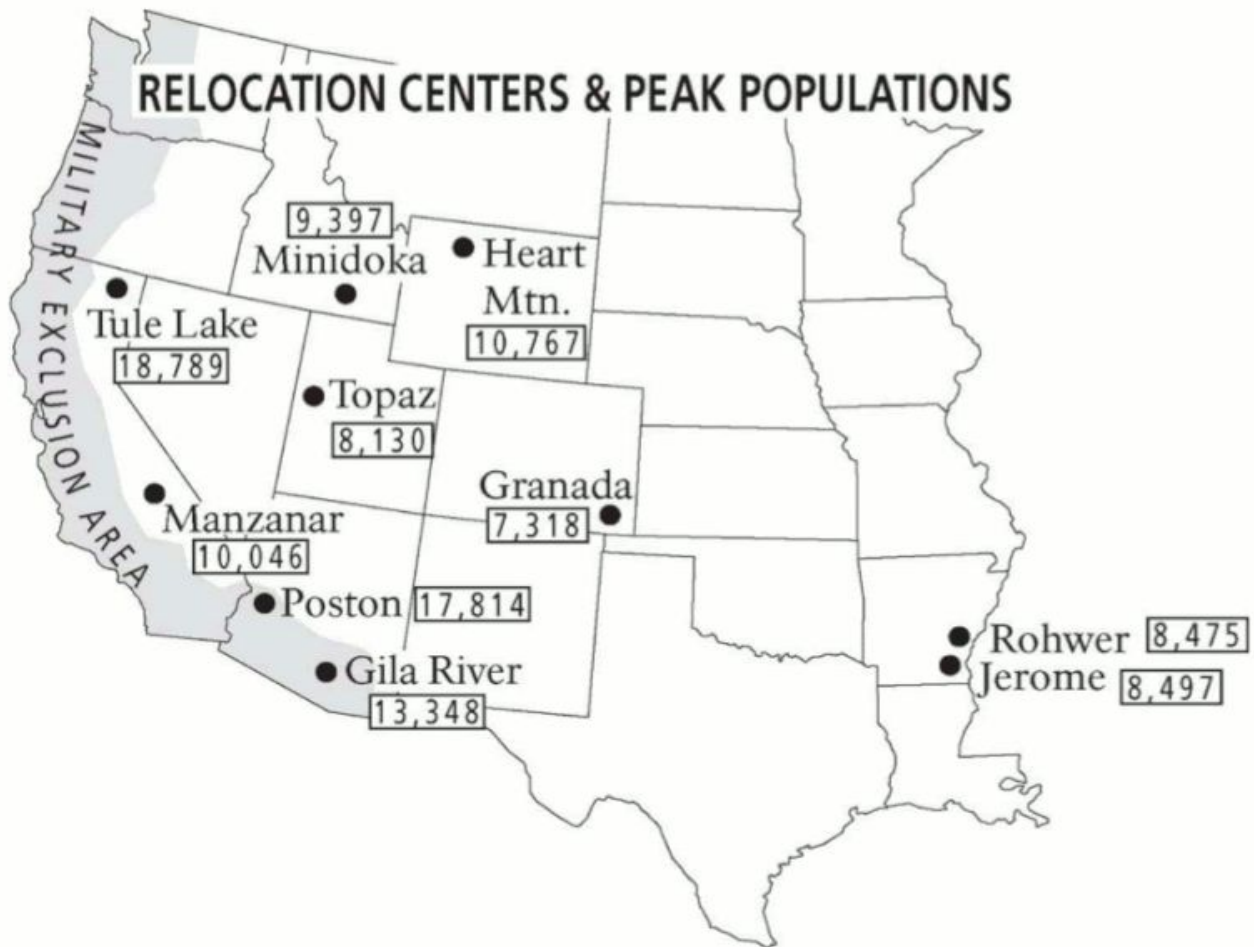 RELOCATION CENTERS & PEAK POPULATIONS
MILITARY EXCLUSION AREA
9,397
Minidoka
Heart
Mtn.
10,767
Tule Lake
18,789
Topaz
8,130
Granada
7,318
Manzanar
10,046
Poston 17,814
Gila River
13,348
Rohwer 8,475
Jerome 8,497